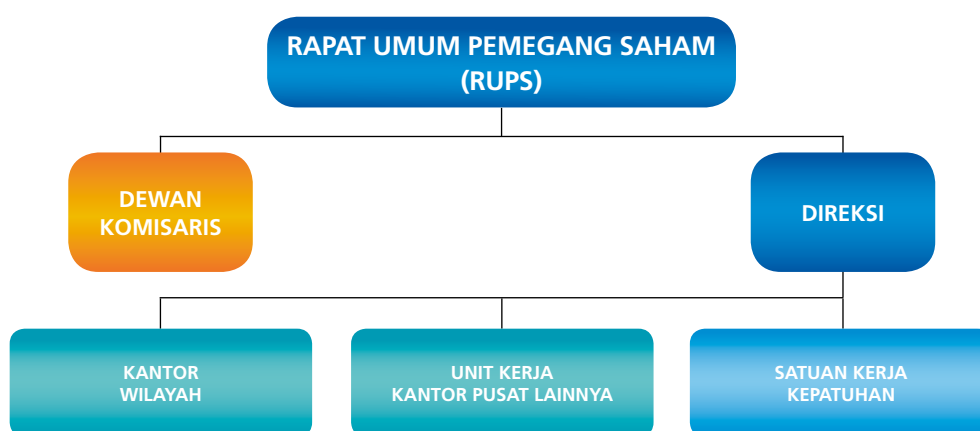 RAPAT UMUM PEMEGANG SAHAM
(RUPS)
DEWAN
KOMISARIS
DIREKSI
KANTOR
WILAYAH
UNIT KERJA
KANTOR PUSAT LAINNYA
SATUAN KERJA
KEPATUHAN